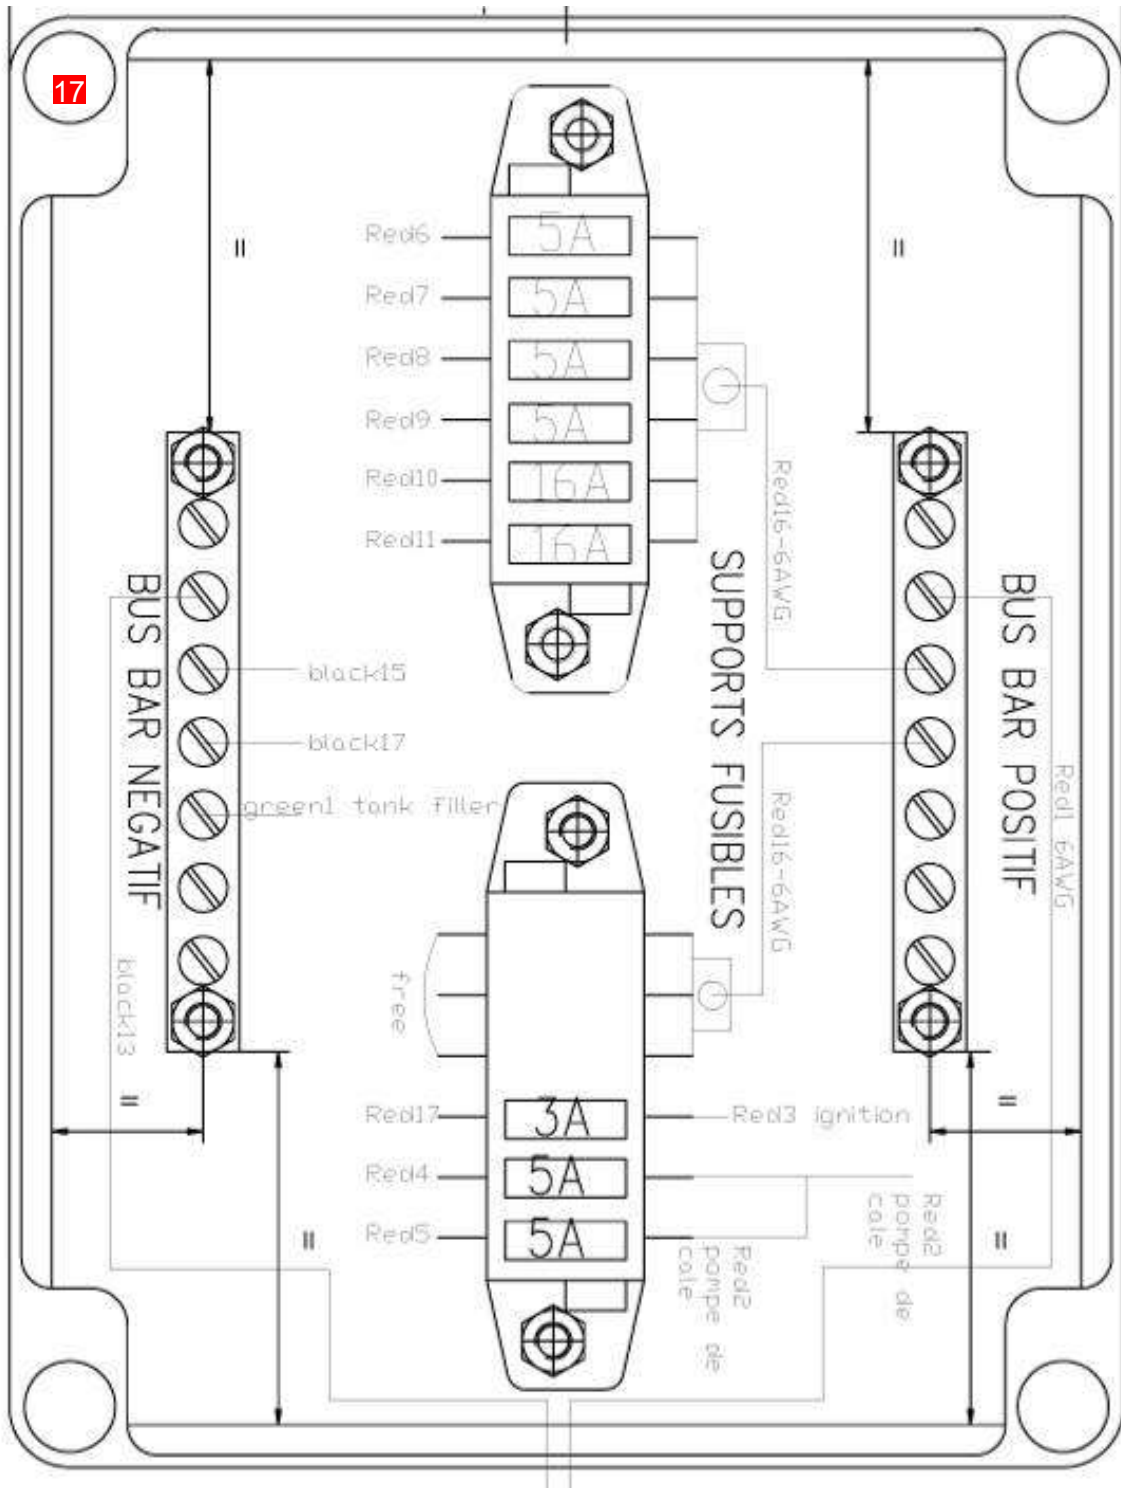 17
Red6
5A
Red7
5A
Red8
5A
Red9
5A
Red10
16A
Red11
16A
Red16-6AWG
SUPPORTS FUSIBLES
BUS BAR NEGATIF
BUS BAR POSITIF
black15
black17
green1 tank filler
Red16-6AWG
Red1 6AWG
black13
free
Red17
3A
Red3 ignition
Red4
5A
Red5
5A
Red2
pompe de
cale
Red2
pompe de
cale
=
=
=
=
=
=